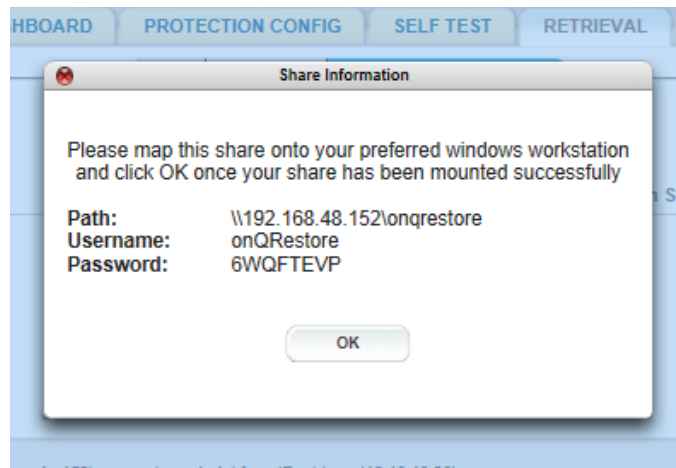 HBOARD PROTECTION CONFIG SELF TEST RETRIEVAL
Share Information
Please map this share onto your preferred windows workstation
and click OK once your share has been mounted successfully
Path: \\192.168.48.152\onqrestore
Username: onQRestore
Password: 6WQFTEVP
OK